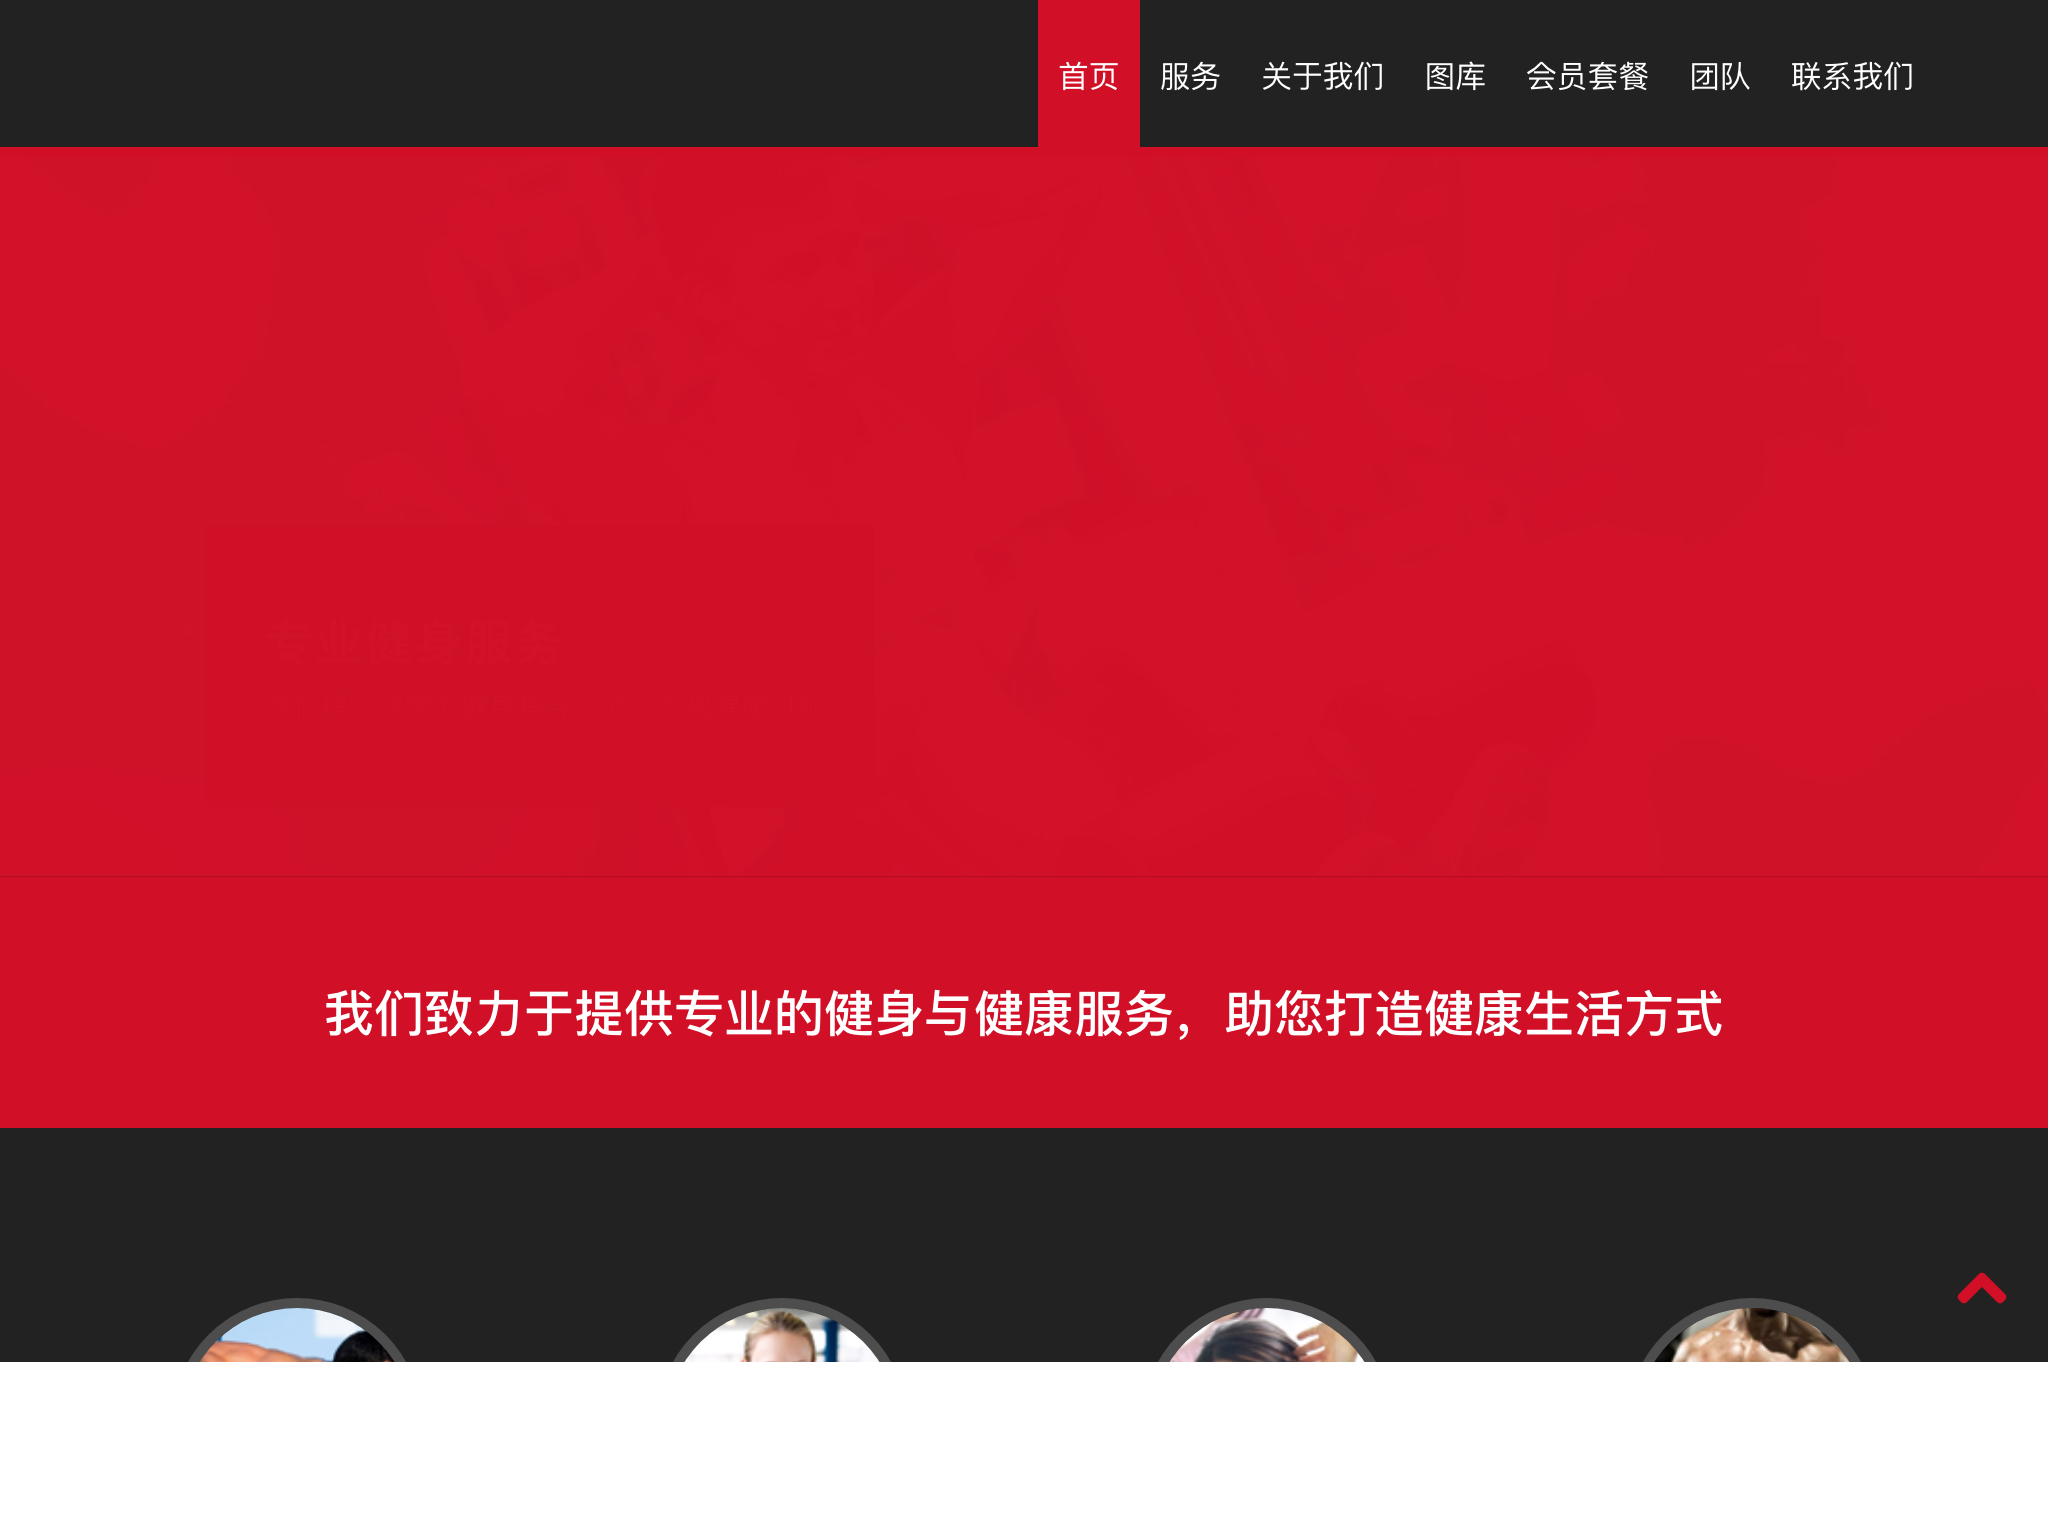 首页 服务 关于我们 图库 会员套餐 团队 联系我们
专业健身服务
我们致力于提供专业的健身与健康服务，助您打造健康生活方式